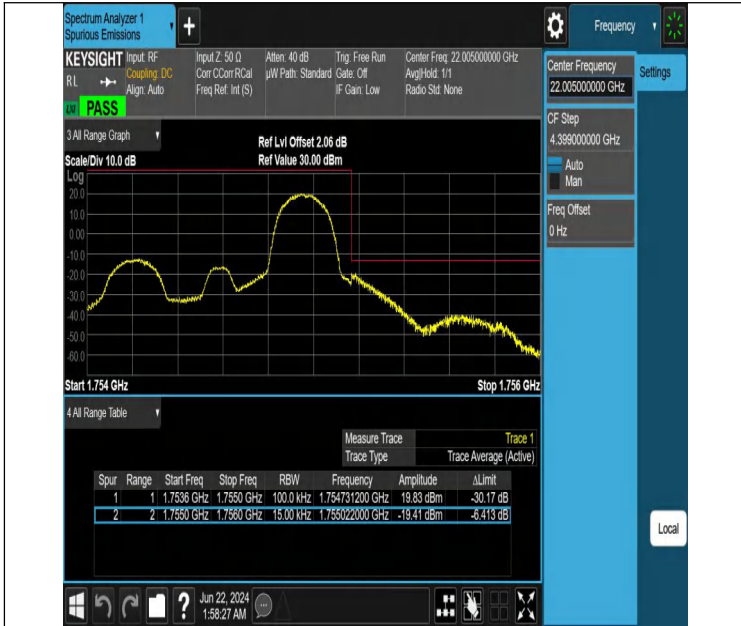 Spectrum Analyzer 1
Spurious Emissions
Frequency
KEYSIGHT
RL
Input: RF
Coupling: DC
Align: Auto
Input Z: 50 Ω
Corr CCorr RCal
Freq Ref: Int (S)
Atten: 40 dB
µW Path: Standard
Trig: Free Run
Gate: Off
IF Gain: Low
Center Freq: 22.005000000 GHz
Avg|Hold: 1/1
Radio Std: None
PASS
Center Frequency
22.005000000 GHz
Settings
CF Step
4.399000000 GHz
Auto
Man
Freq Offset
0 Hz
3 All Range Graph
Ref Lvl Offset 2.06 dB
Scale/Div 10.0 dB
Ref Value 30.00 dBm
Log
20.0
10.0
0.00
-10.0
-20.0
-30.0
-40.0
-50.0
-60.0
Start 1.754 GHz
Stop 1.756 GHz
4 All Range Table
Measure Trace Trace 1
Trace Type Trace Average (Active)
Spur Range Start Freq Stop Freq RBW Frequency Amplitude ΔLimit
1 1 1.7536 GHz 1.7550 GHz 100.0 kHz 1.754731200 GHz 19.83 dBm -30.17 dB
2 2 1.7550 GHz 1.7560 GHz 15.00 kHz 1.755022000 GHz -19.41 dBm -6.413 dB
Local
?
Jun 22, 2024
1:58:27 AM